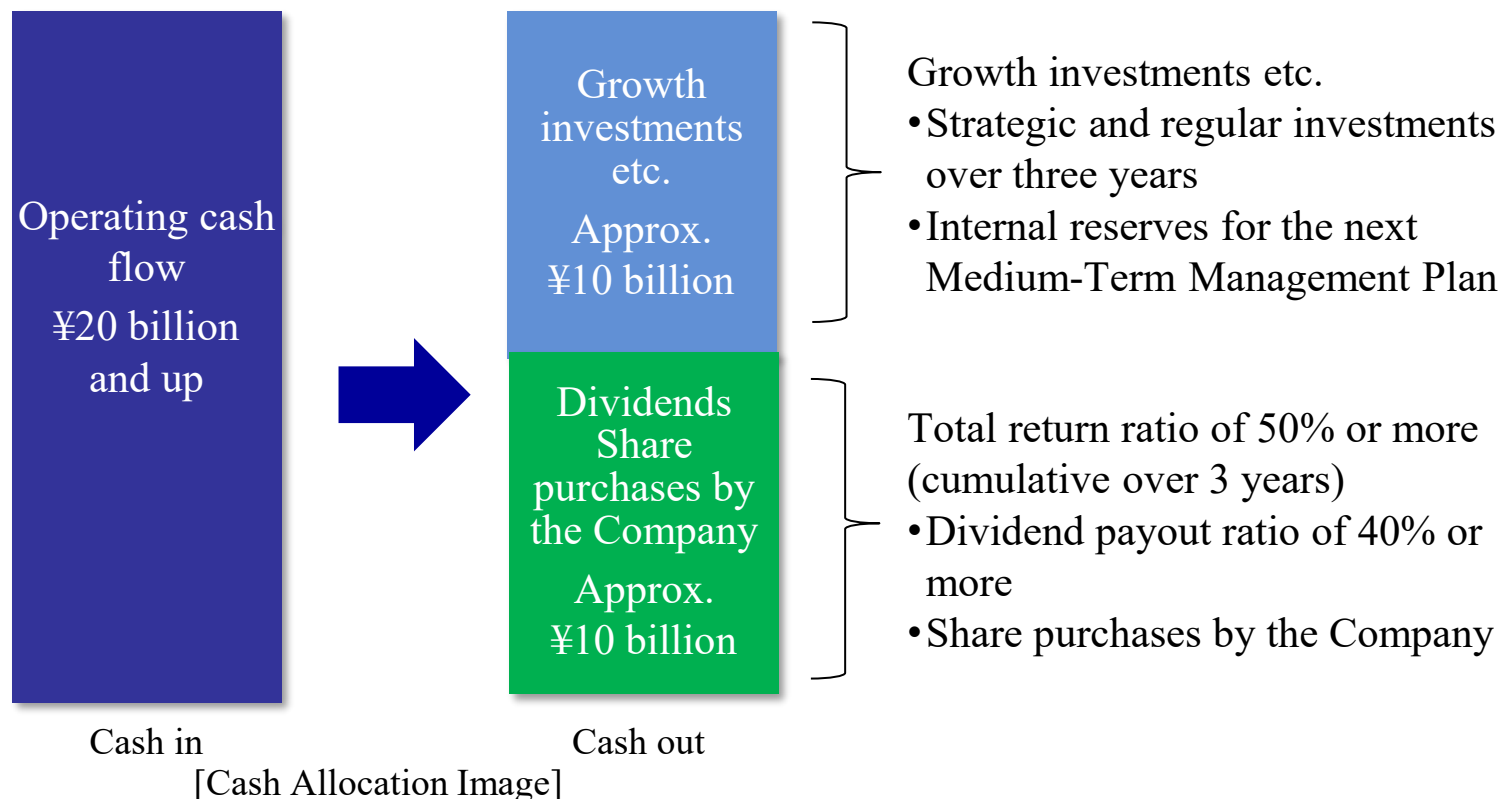 Operating cash
flow
¥20 billion
and up
Growth
investments
etc.
Approx.
¥10 billion
Dividends
Share
purchases by
the Company
Approx.
¥10 billion
Growth investments etc.
•Strategic and regular investments
over three years
•Internal reserves for the next
Medium-Term Management Plan
Total return ratio of 50% or more
(cumulative over 3 years)
•Dividend payout ratio of 40% or
more
•Share purchases by the Company
Cash in
Cash out
[Cash Allocation Image]